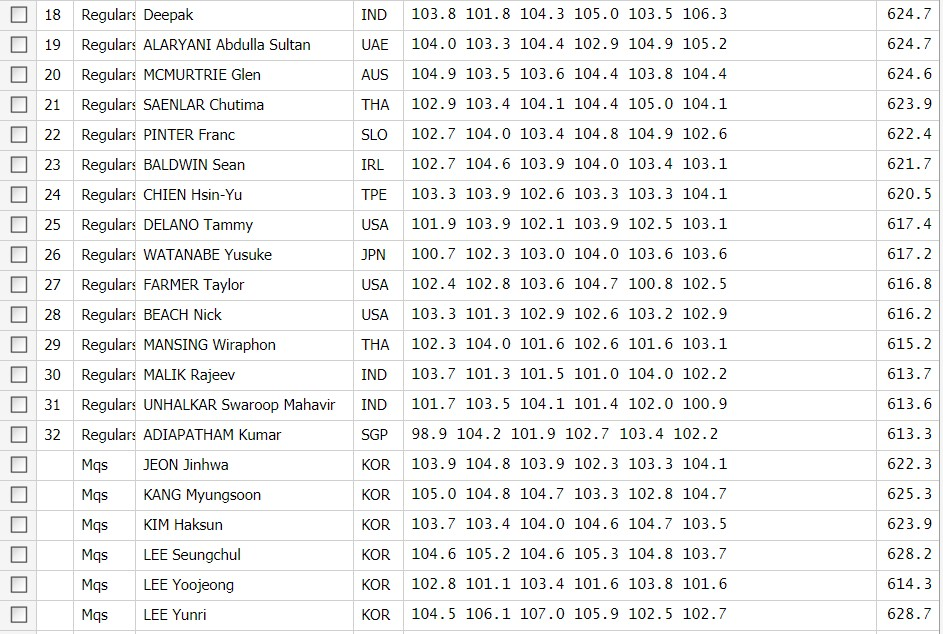 18 Regulars Deepak IND 103.8 101.8 104.3 105.0 103.5 106.3 624.7
19 Regulars ALARYANI Abdulla Sultan UAE 104.0 103.3 104.4 102.9 104.9 105.2 624.7
20 Regulars MCMURTRIE Glen AUS 104.9 103.5 103.6 104.4 103.8 104.4 624.6
21 Regulars SAENLAR Chutima THA 102.9 103.4 104.1 104.4 105.0 104.1 623.9
22 Regulars PINTER Franc SLO 102.7 104.0 103.4 104.8 104.9 102.6 622.4
23 Regulars BALDWIN Sean IRL 102.7 104.6 103.9 104.0 103.4 103.1 621.7
24 Regulars CHIEN Hsin-Yu TPE 103.3 103.9 102.6 103.3 103.3 104.1 620.5
25 Regulars DELANO Tammy USA 101.9 103.9 102.1 103.9 102.5 103.1 617.4
26 Regulars WATANABE Yusuke JPN 100.7 102.3 103.0 104.0 103.6 103.6 617.2
27 Regulars FARMER Taylor USA 102.4 102.8 103.6 104.7 100.8 102.5 616.8
28 Regulars BEACH Nick USA 103.3 101.3 102.9 102.6 103.2 102.9 616.2
29 Regulars MANSING Wiraphon THA 102.3 104.0 101.6 102.6 101.6 103.1 615.2
30 Regulars MALIK Rajeev IND 103.7 101.3 101.5 101.0 104.0 102.2 613.7
31 Regulars UNHALKAR Swaroop Mahavir IND 101.7 103.5 104.1 101.4 102.0 100.9 613.6
32 Regulars ADIAPATHAM Kumar SGP 98.9 104.2 101.9 102.7 103.4 102.2 613.3
Mqs JEON Jinhwa KOR 103.9 104.8 103.9 102.3 103.3 104.1 622.3
Mqs KANG Myungsoon KOR 105.0 104.8 104.7 103.3 102.8 104.7 625.3
Mqs KIM Haksun KOR 103.7 103.4 104.0 104.6 104.7 103.5 623.9
Mqs LEE Seungchul KOR 104.6 105.2 104.6 105.3 104.8 103.7 628.2
Mqs LEE Yoojeong KOR 102.8 101.1 103.4 101.6 103.8 101.6 614.3
Mqs LEE Yunri KOR 104.5 106.1 107.0 105.9 102.5 102.7 628.7